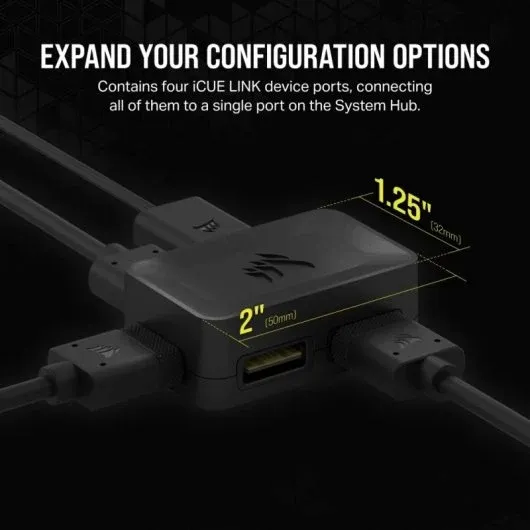 EXPAND YOUR CONFIGURATION OPTIONS
Contains four iCUE LINK device ports, connecting
all of them to a single port on the System Hub.
1.25"
(32mm)
2"
(50mm)